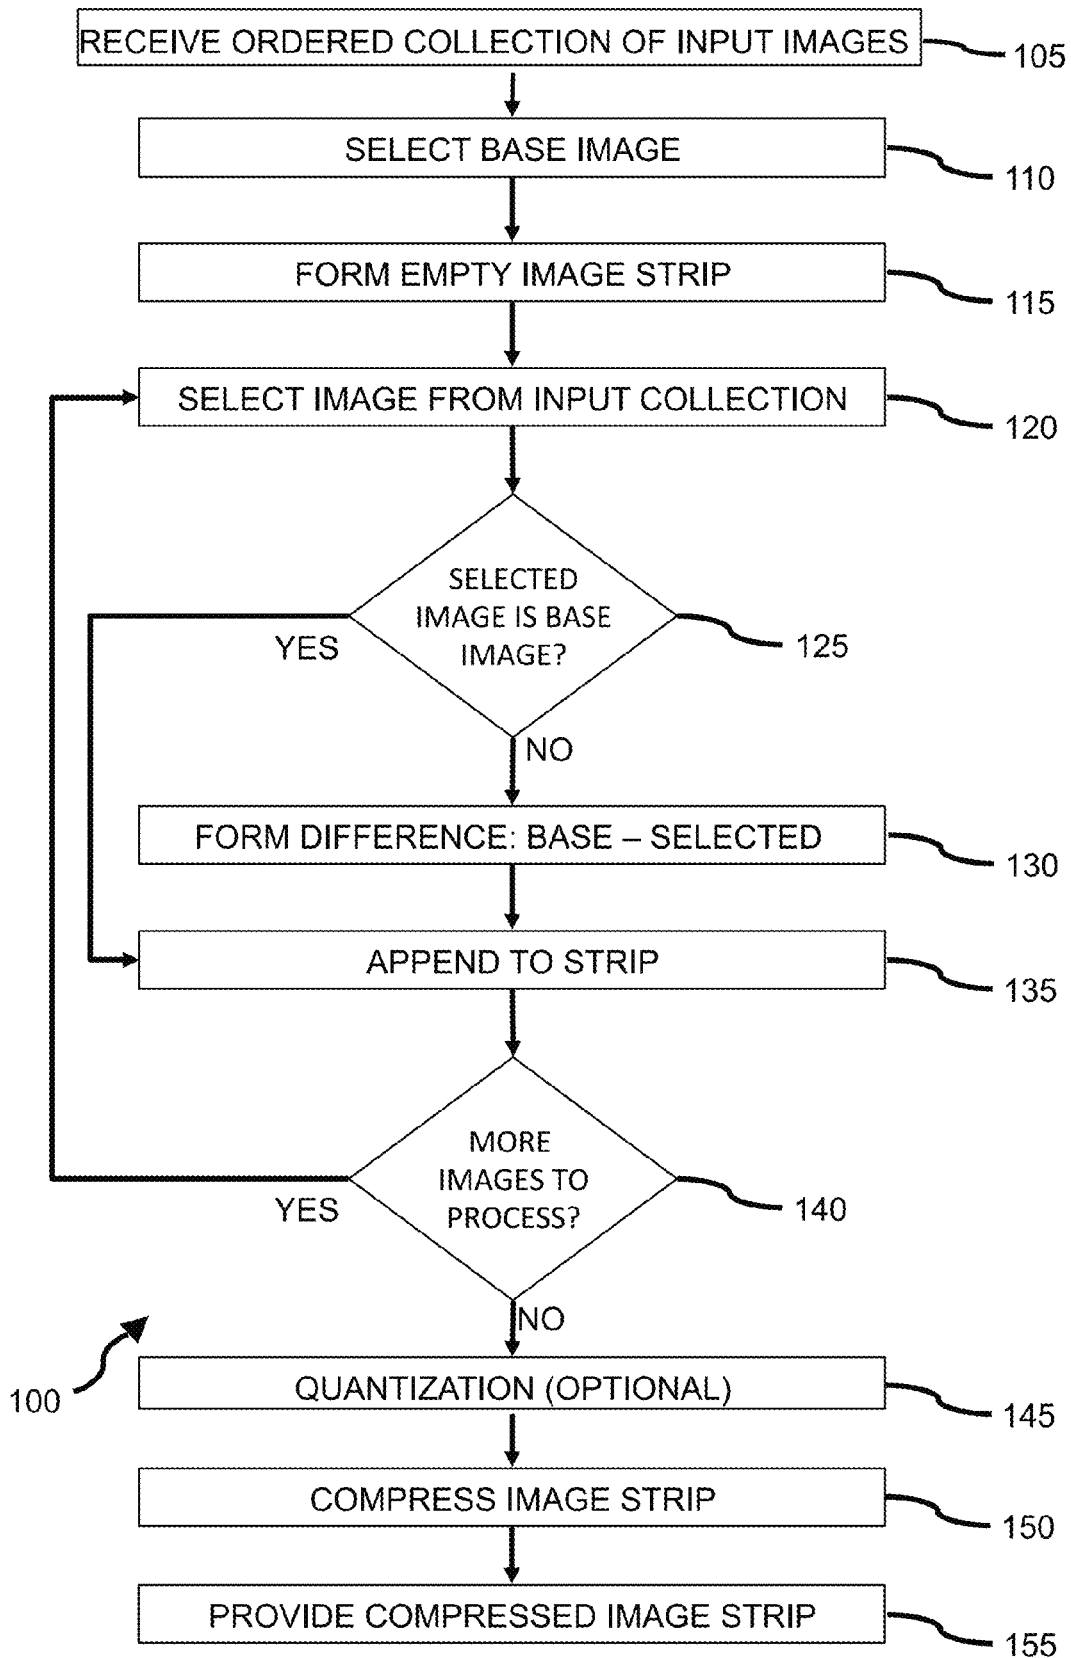 RECEIVE ORDERED COLLECTION OF INPUT IMAGES
105
SELECT BASE IMAGE
110
FORM EMPTY IMAGE STRIP
115
SELECT IMAGE FROM INPUT COLLECTION
120
SELECTED
IMAGE IS BASE
IMAGE?
125
YES
NO
FORM DIFFERENCE: BASE – SELECTED
130
APPEND TO STRIP
135
MORE
IMAGES TO
PROCESS?
140
YES
NO
100
QUANTIZATION (OPTIONAL)
145
COMPRESS IMAGE STRIP
150
PROVIDE COMPRESSED IMAGE STRIP
155